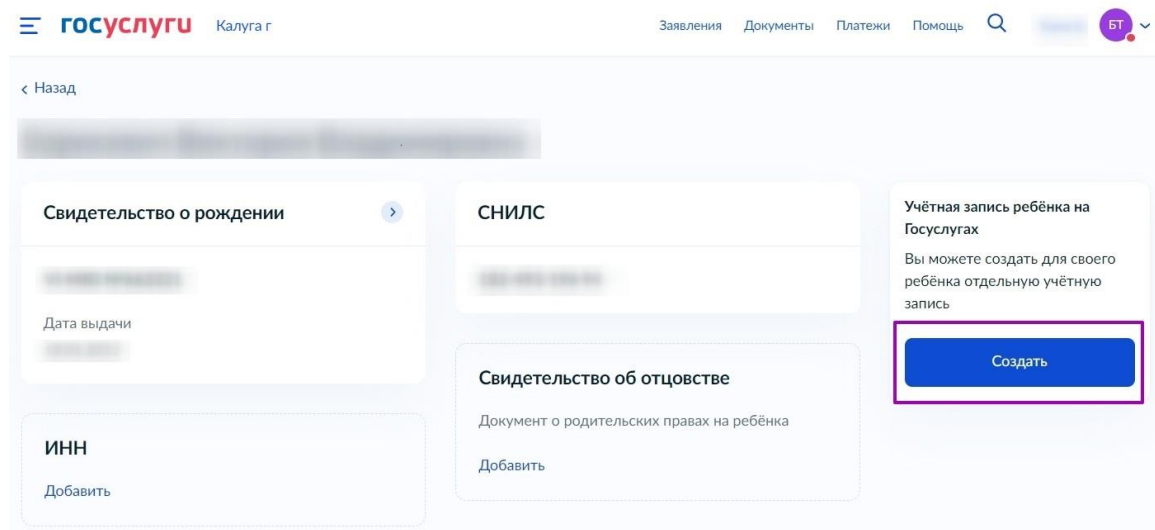 госуслуги Калуга г Заявления Документы Платежи Помощь БТ
Назад
Свидетельство о рождении
Дата выдачи
ИНН
Добавить
СНИЛС
Свидетельство об отцовстве
Документ о родительских правах на ребёнка
Добавить
Учётная запись ребёнка на
Госуслугах
Вы можете создать для своего
ребёнка отдельную учётную
запись
Создать